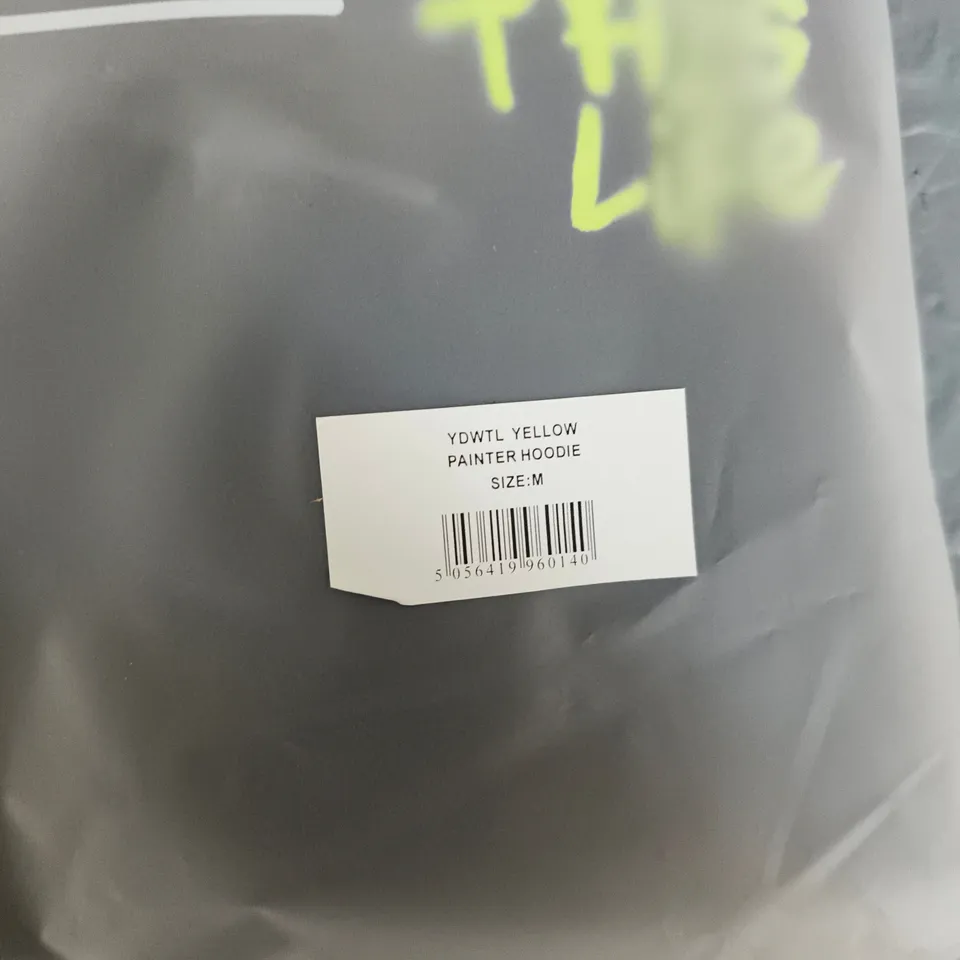 YDWTL YELLOW
PAINTER HOODIE
SIZE:M
5 056419 960140